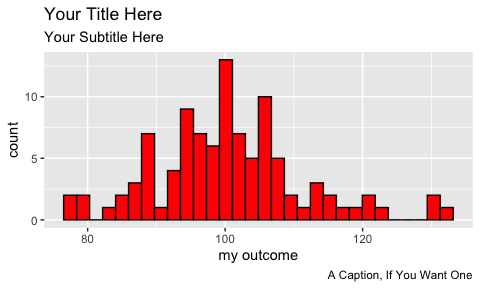 Your Title Here
Your Subtitle Here
10
5
0
count
80 100 120
my outcome
A Caption, If You Want One